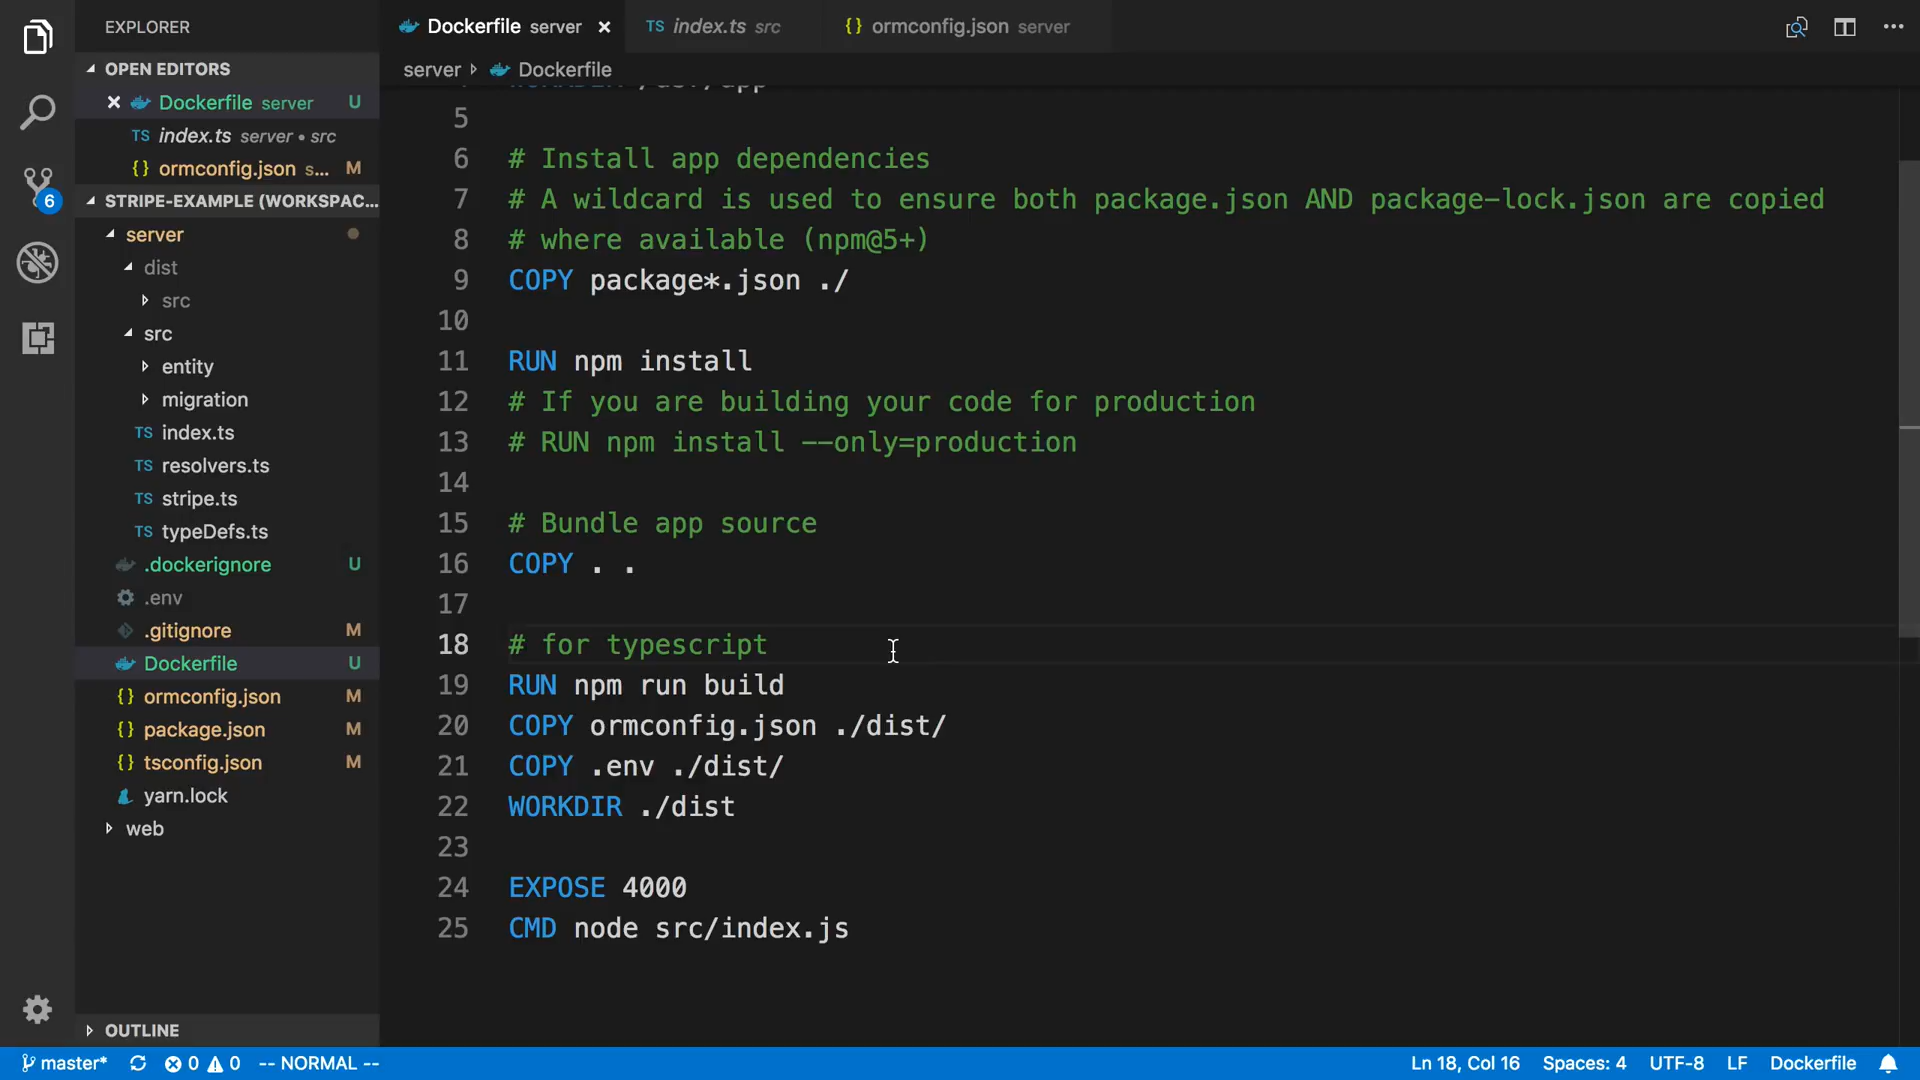 EXPLORER
OPEN EDITORS
Dockerfile server U
TS index.ts server • src
{} ormconfig.json s... M
STRIPE-EXAMPLE (WORKSPAC...
server
dist
src
src
entity
migration
TS index.ts
TS resolvers.ts
TS stripe.ts
TS typeDefs.ts
.dockerignore U
.env
.gitignore M
Dockerfile U
{} ormconfig.json M
{} package.json M
{} tsconfig.json M
yarn.lock
web
OUTLINE
6
Dockerfile server
TS index.ts src
{} ormconfig.json server
server Dockerfile
5
6 # Install app dependencies
7 # A wildcard is used to ensure both package.json AND package-lock.json are copied
8 # where available (npm@5+)
9 COPY package*.json ./
10
11 RUN npm install
12 # If you are building your code for production
13 # RUN npm install --only=production
14
15 # Bundle app source
16 COPY . .
17
18 # for typescript
19 RUN npm run build
20 COPY ormconfig.json ./dist/
21 COPY .env ./dist/
22 WORKDIR ./dist
23
24 EXPOSE 4000
25 CMD node src/index.js
master* 0 0 -- NORMAL -- Ln 18, Col 16 Spaces: 4 UTF-8 LF Dockerfile